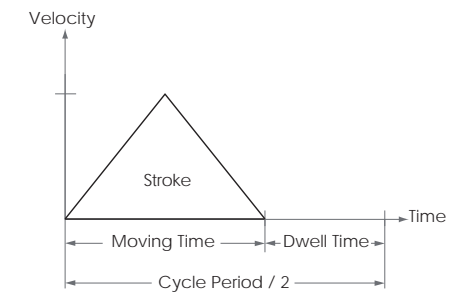 Velocity
Stroke
Time
Moving Time
Dwell Time
Cycle Period / 2